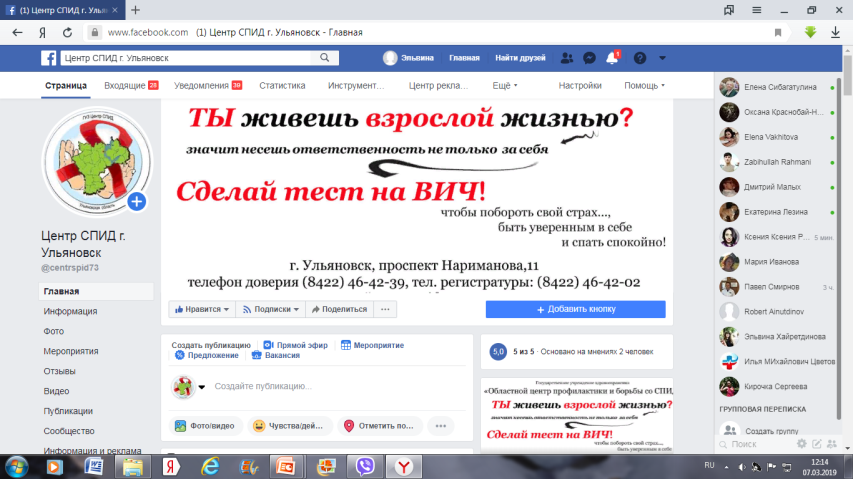 (1) Центр СПИД г. Улья
www.facebook.com (1) Центр СПИД г. Ульяновск - Главная
Центр СПИД г. Ульяновск
Эльвина Главная Найти друзей 1
Страница Входящие 28 Уведомления 39 Статистика Инструмент... Центр рекла... Ещё Настройки Помощь
ТЫ живешь взрослой жизнью?
значит несешь ответственность не только за себя
Сделай тест на ВИЧ!
чтобы побороть свой страх...,
быть уверенным в себе
и спать спокойно!
г. Ульяновск, проспект Нариманова,11
телефон доверия (8422) 46-42-39, тел. регистратуры: (8422) 46-42-02
Центр СПИД г.
Ульяновск
@centrspid73
Главная
Информация
Фото
Мероприятия
Отзывы
Видео
Публикации
Сообщество
Информация и реклама
Нравится Подписки Поделиться ...
+ Добавить кнопку
Создать публикацию Прямой эфир Мероприятие
Предложение Вакансия
Создайте публикацию...
Фото/видео Чувства/дей... Отметить по... ...
5,0 5 из 5 · Основано на мнениях 2 человек
Государственное учреждение здравоохранения
«Областной центр профилактики и борьбы со СПИД
ТЫ живешь взрослой жизнью?
значит несешь ответственность не только за себя
Сделай тест на ВИЧ!
чтобы побороть свой страх...,
быть уверенным в себе
Елена Сибагатулина
Оксана Краснобай-Н...
Elena Vakhitova
Zabihullah Rahmani
Дмитрий Малых
Екатерина Лезина
Ксения Ксения Р... 5 мин.
Мария Иванова
Павел Смирнов 3 ч.
Robert Ainutdinov
Эльвина Хайретдинова
Илья МИхайлович Цветов
Кирочка Сергеева
ГРУППОВАЯ ПЕРЕПИСКА
Создать группу
Поиск
RU
12:14
07.03.2019